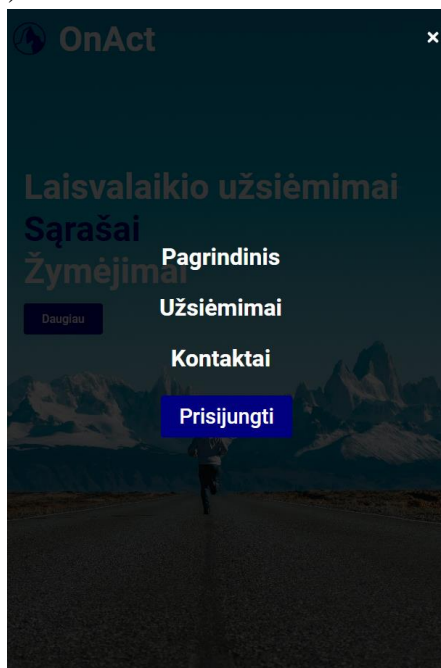 OnAct
×
Laisvalaikio užsiėmimai
Sąrašai
Žymėjimai
Daugiau
Pagrindinis
Užsiėmimai
Kontaktai
Prisijungti